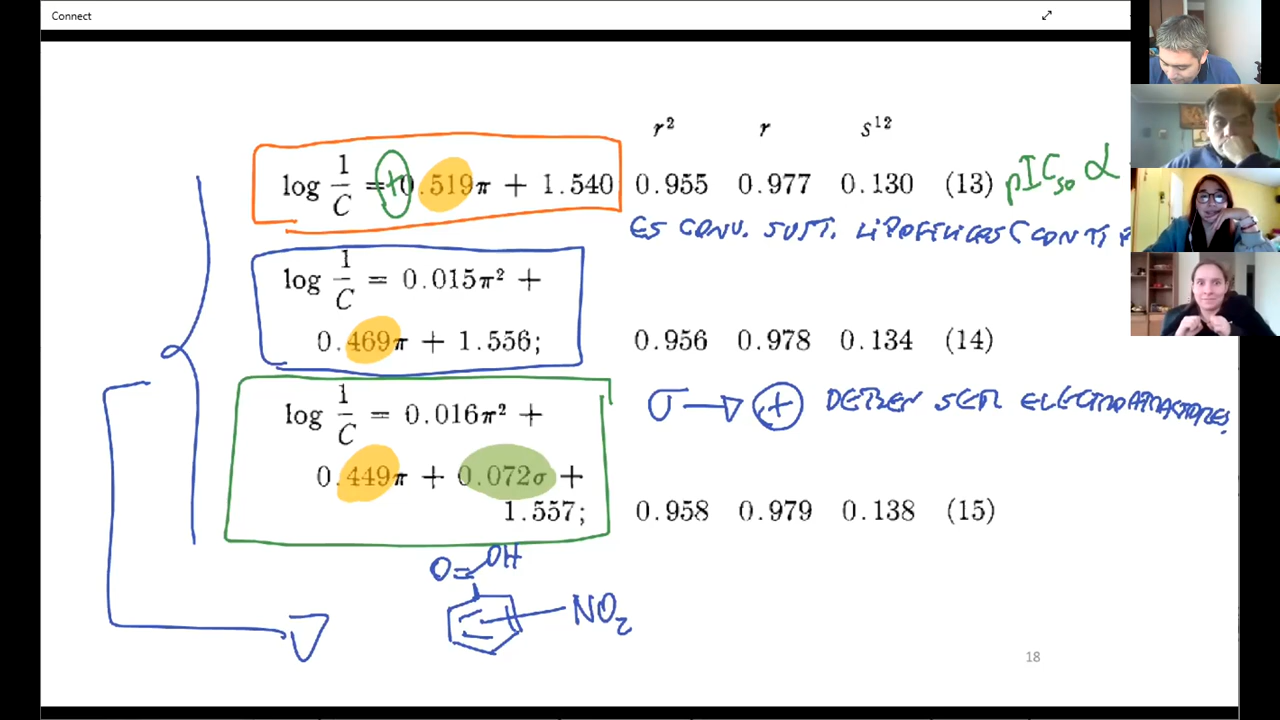 Connect
r² r s¹²
log 1/C = +0.519π + 1.540 0.955 0.977 0.130 (13) pIC₅₀ α
ES CONV. SUST. LIPOFILICAS (CON π
log 1/C = 0.015π² +
0.469π + 1.556; 0.956 0.978 0.134 (14)
log 1/C = 0.016π² +
σ → + DEBEN SER ELECTROATRACTORES.
0.449π + 0.072σ +
1.557; 0.958 0.979 0.138 (15)
O= OH
NO₂
18